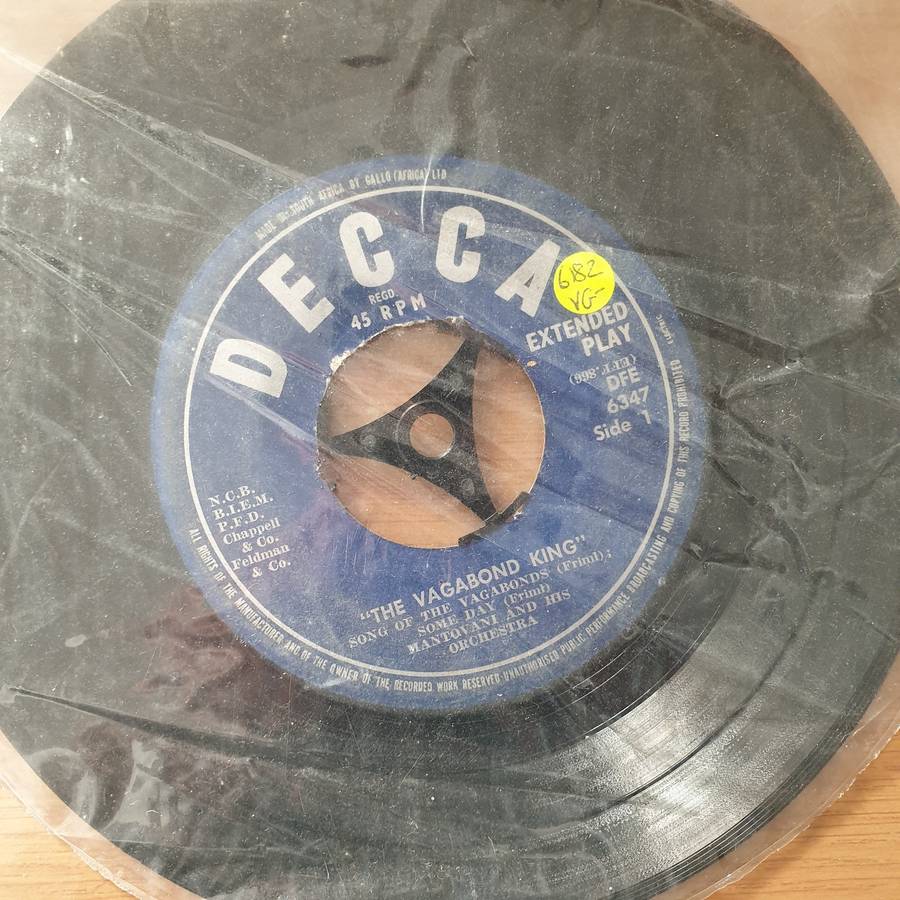 MADE IN SOUTH AFRICA BY GALLO (AFRICA) LTD
DECCA
REGD.
45 RPM
6182
VG-
EXTENDED
PLAY
DFE
6347
Side 1
N.C.B.
B.I.E.M.
P.F.D.
Chappell
& Co.
Feldman
& Co.
"THE VAGABOND KING"
SONG OF THE VAGABONDS (Friml);
SOME DAY (Friml)
MANTOVANI AND HIS
ORCHESTRA
ALL RIGHTS OF THE MANUFACTURER AND OF THE OWNER OF THE RECORDED WORK RESERVED UNAUTHORISED PUBLIC PERFORMANCE BROADCASTING AND COPYING OF THIS RECORD PROHIBITED